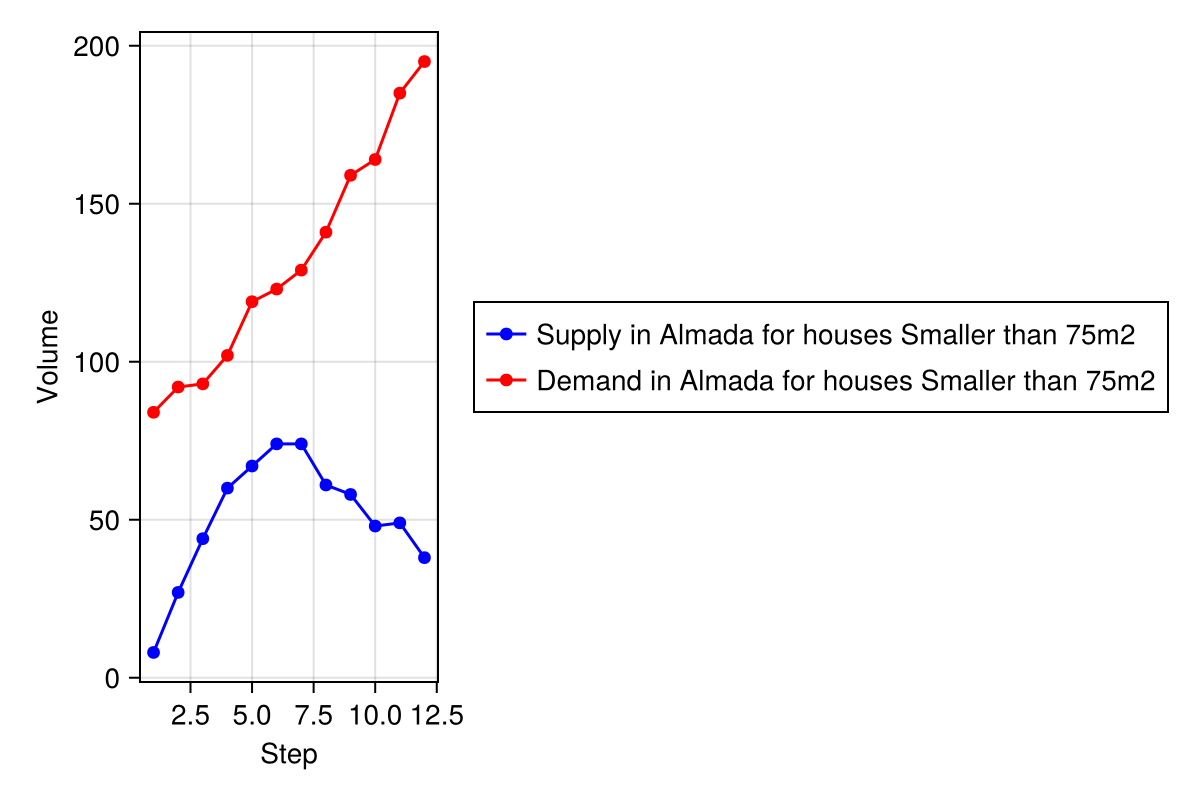 200
150
100
50
0
Volume
2.5 5.0 7.5 10.0 12.5
Step
Supply in Almada for houses Smaller than 75m2
Demand in Almada for houses Smaller than 75m2